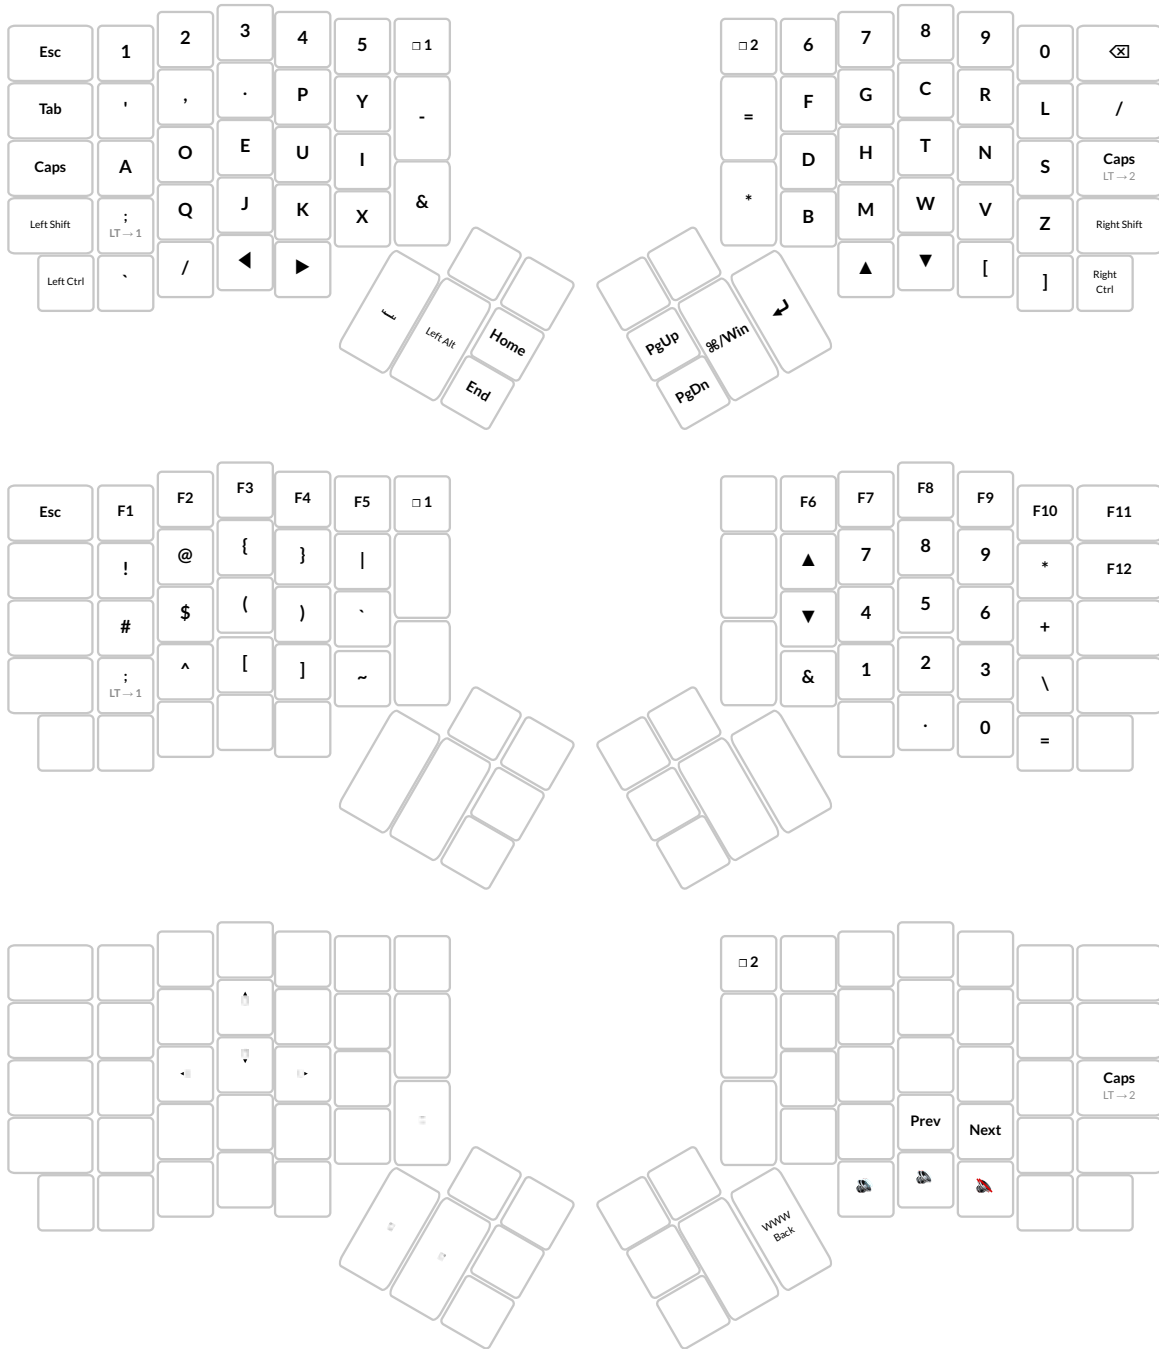 Esc 1 2 3 4 5 ❐ 1 ❐ 2 6 7 8 9 0 ⌫
Tab ' , . P Y - = F G C R L /
Caps A O E U I D H T N S Caps
LT → 2
Left Shift ; Q J K X & * B M W V Z Right Shift
LT → 1
Left Ctrl ` / ◀ ▶ ▲ ▼ [ ] Right
Ctrl
Left Alt Home PgUp ⌘/Win ↵
End PgDn
Esc F1 F2 F3 F4 F5 ❐ 1 F6 F7 F8 F9 F10 F11
! @ { } | ▲ 7 8 9 * F12
# $ ( ) ` ▼ 4 5 6 +
; ^ [ ] ~ & 1 2 3 \
LT → 1
. 0 =
❐ 2
Caps
LT → 2
Prev Next
WWW
Back